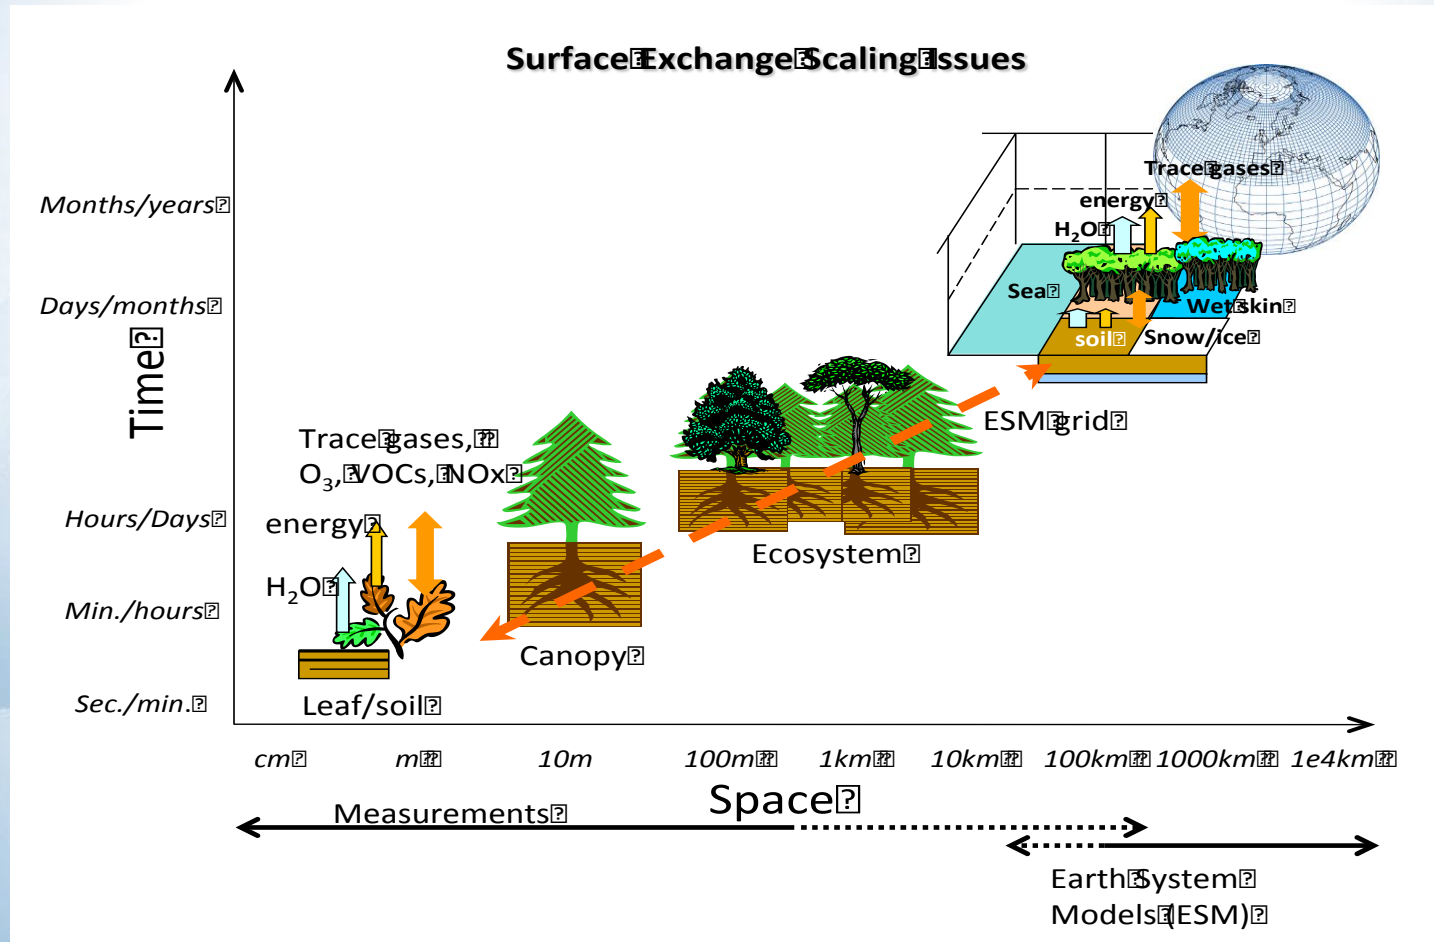 Surface Exchange Scaling Issues
Trace gases
energy
H₂O
Months/years
Days/months
Sea
Wet skin
soil
Snow/ice
Time
ESM grid
Trace gases,
O₃, VOCs, NOx
Hours/Days
energy
Ecosystem
H₂O
Min./hours
Canopy
Sec./min.
Leaf/soil
cm m 10m 100m 1km 10km 100km 1000km 1e4km
Space
Measurements
Earth System
Models (ESM)